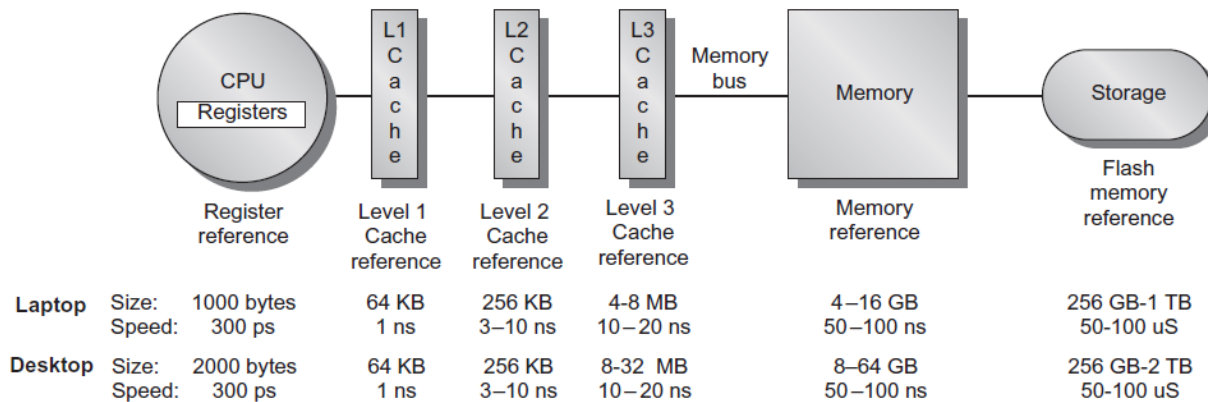 CPU
Registers
L1
C
a
c
h
e
L2
C
a
c
h
e
L3
C
a
c
h
e
Memory
bus
Memory
Storage
Register
reference
Level 1
Cache
reference
Level 2
Cache
reference
Level 3
Cache
reference
Memory
reference
Flash
memory
reference
Laptop Size: 1000 bytes 64 KB 256 KB 4-8 MB 4–16 GB 256 GB-1 TB
Speed: 300 ps 1 ns 3–10 ns 10–20 ns 50–100 ns 50-100 uS
Desktop Size: 2000 bytes 64 KB 256 KB 8-32 MB 8–64 GB 256 GB-2 TB
Speed: 300 ps 1 ns 3–10 ns 10–20 ns 50–100 ns 50-100 uS